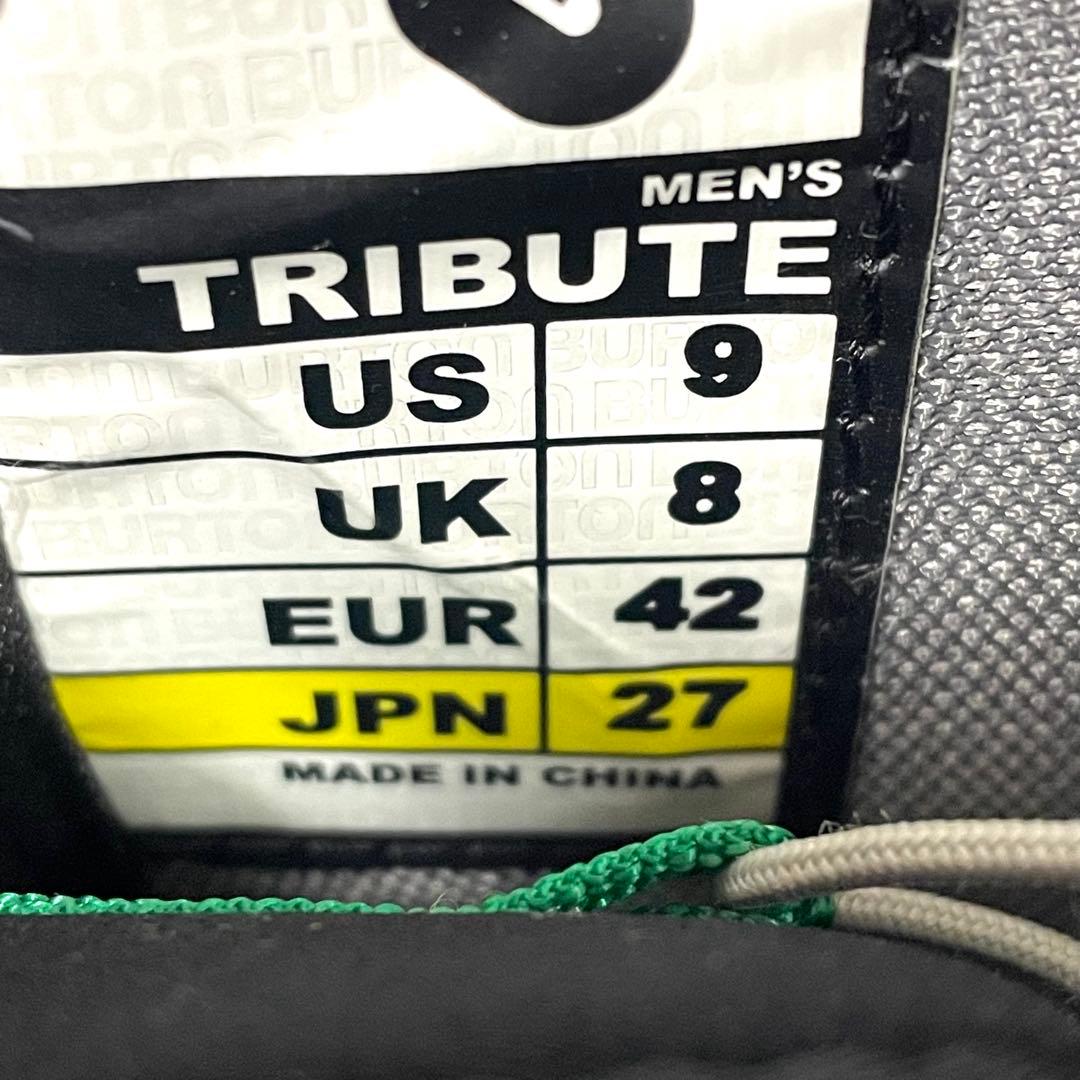 MEN'S
TRIBUTE
US 9
UK 8
EUR 42
JPN 27
MADE IN CHINA